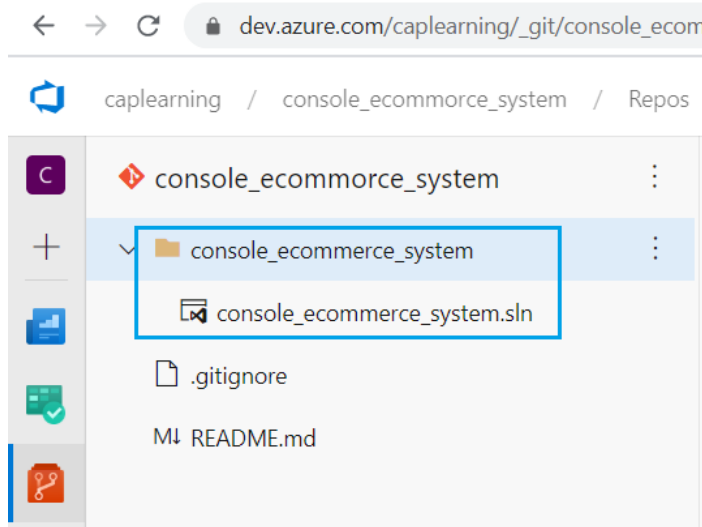 dev.azure.com/caplearning/_git/console_ecom
caplearning / console_ecommorce_system / Repos
C
console_ecommorce_system
console_ecommerce_system
console_ecommerce_system.sln
.gitignore
M↓ README.md